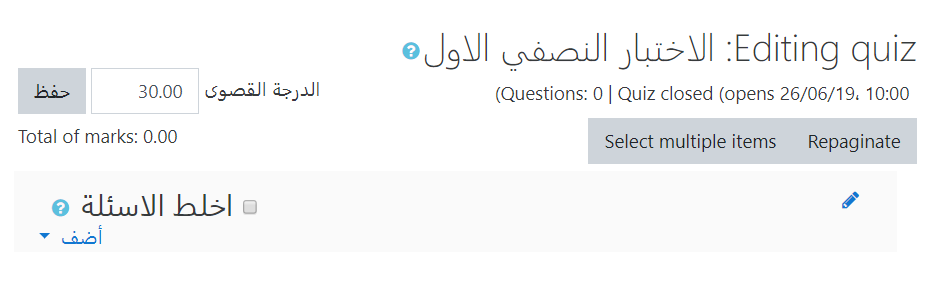 Editing quiz: الاختبار النصفي الاول
Questions: 0 | Quiz closed (opens 26/06/19، 10:00)
الدرجة القصوى 30.00 حفظ
Repaginate Select multiple items
Total of marks: 0.00
اخلط الاسئلة
أضف